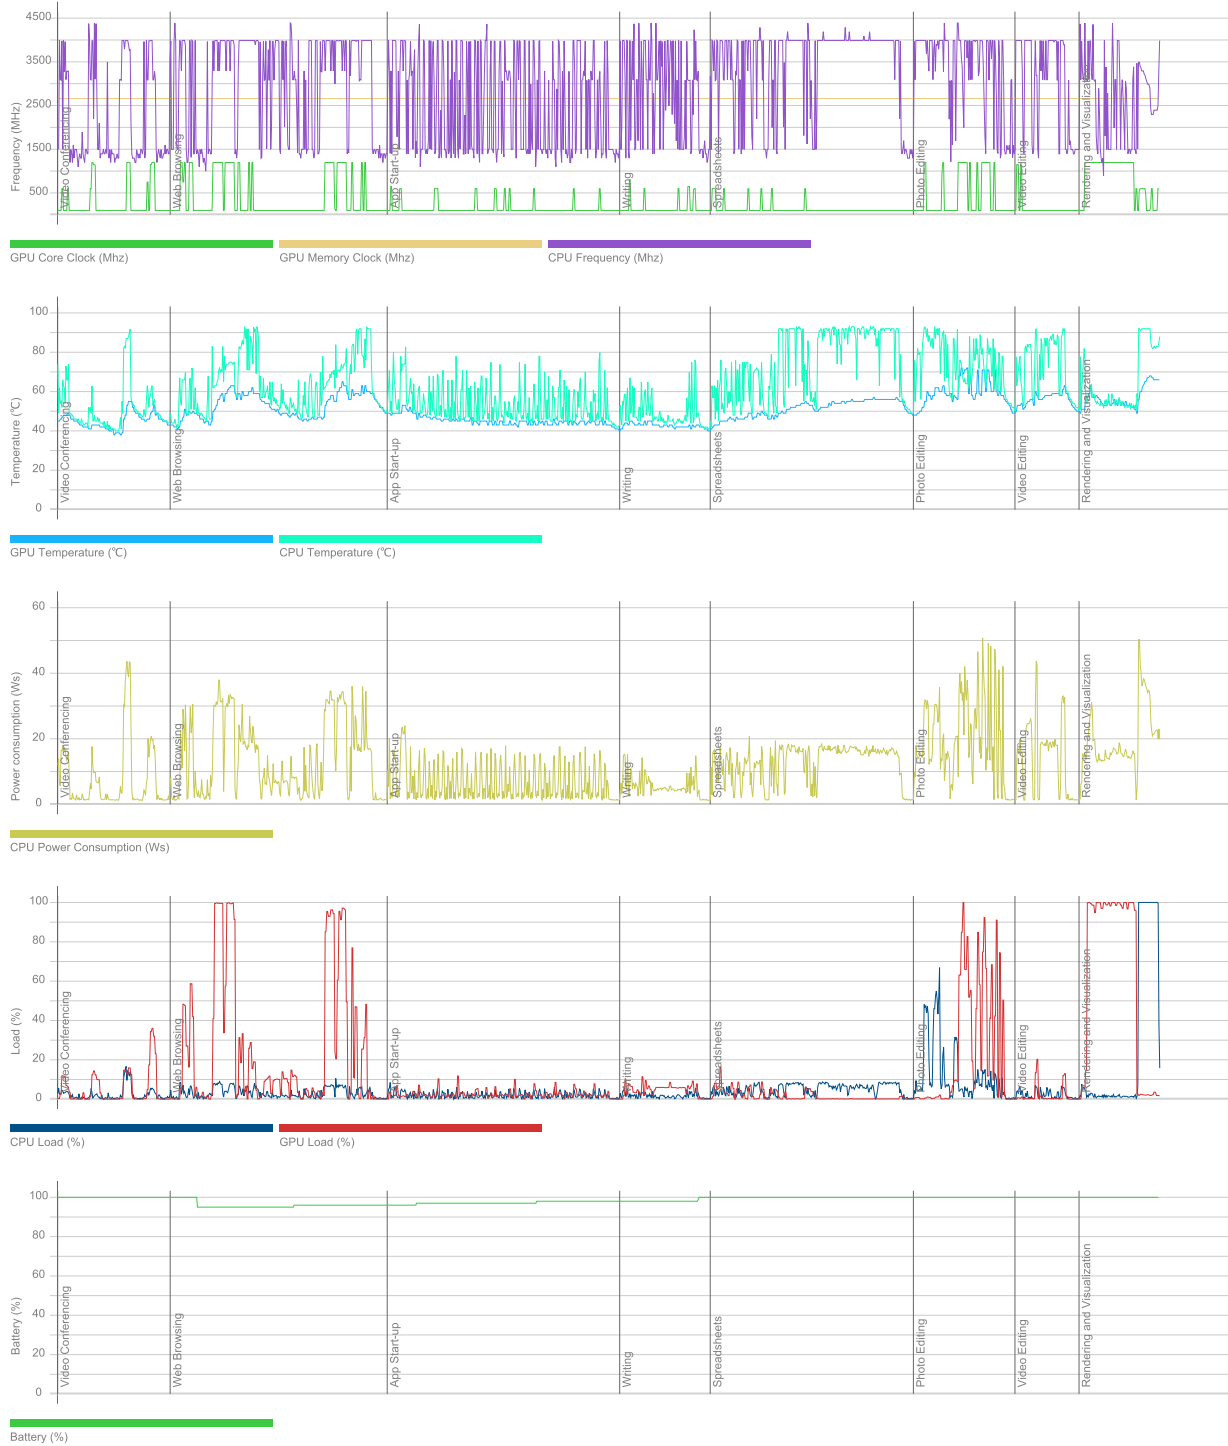 4500
3500
2500
1500
500
Frequency (MHz)
Video Conferencing
Web Browsing
App Start-up
Writing
Spreadsheets
Photo Editing
Video Editing
Rendering and Visualization
GPU Core Clock (Mhz)
GPU Memory Clock (Mhz)
CPU Frequency (Mhz)
100
80
60
40
20
0
Temperature (℃)
Video Conferencing
Web Browsing
App Start-up
Writing
Spreadsheets
Photo Editing
Video Editing
Rendering and Visualization
GPU Temperature (℃)
CPU Temperature (℃)
60
40
20
0
Power consumption (Ws)
Video Conferencing
Web Browsing
App Start-up
Writing
Spreadsheets
Photo Editing
Video Editing
Rendering and Visualization
CPU Power Consumption (Ws)
100
80
60
40
20
0
Load (%)
Video Conferencing
Web Browsing
App Start-up
Writing
Spreadsheets
Photo Editing
Video Editing
Rendering and Visualization
CPU Load (%)
GPU Load (%)
100
80
60
40
20
0
Battery (%)
Video Conferencing
Web Browsing
App Start-up
Writing
Spreadsheets
Photo Editing
Video Editing
Rendering and Visualization
Battery (%)